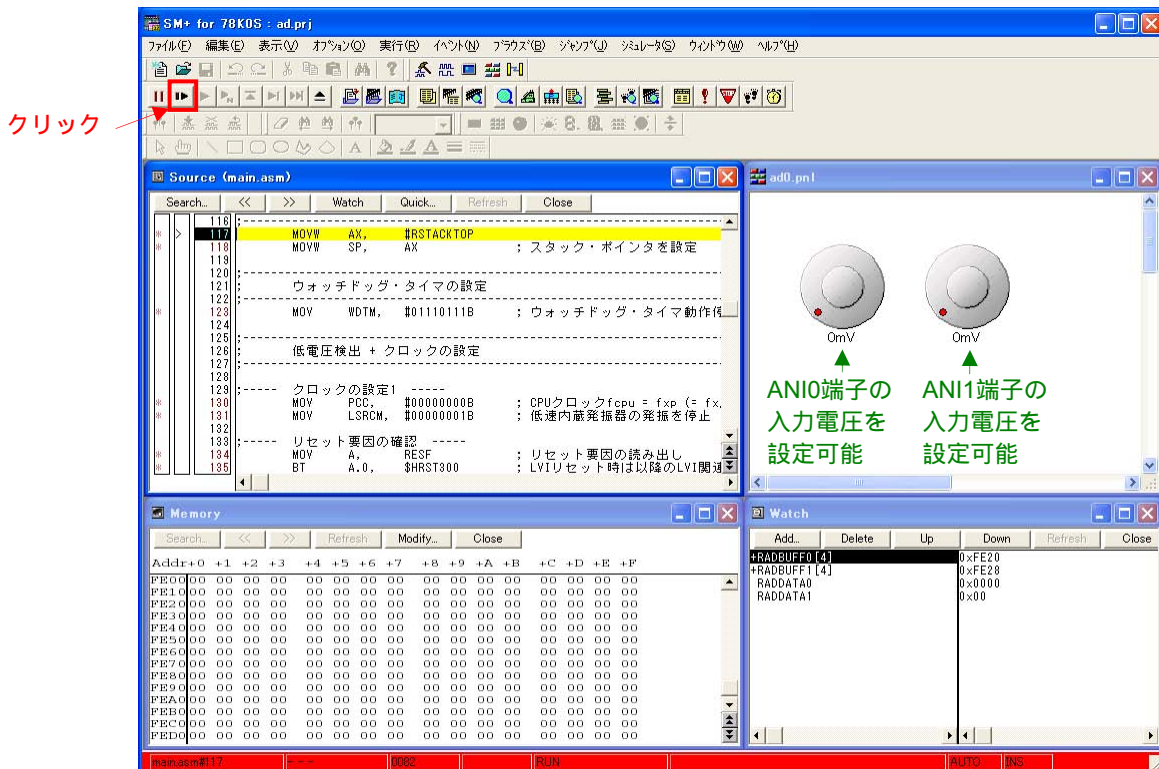 SM+ for 78K0S : ad.prj
ファイル(F) 編集(E) 表示(V) オプション(O) 実行(R) イベント(N) ブラウズ(B) ジャンプ(J) シミュレータ(S) ウィンドウ(W) ヘルプ(H)
クリック
Source (main.asm)
Search... << >> Watch Quick... Refresh Close
116 ;----------------------------------------------------------------
117 MOVW AX, #RSTACKTOP
118 MOVW SP, AX ; スタック・ポインタを設定
119
120 ;----------------------------------------------------------------
121 ; ウォッチドッグ・タイマの設定
122 ;----------------------------------------------------------------
123 MOV WDTM, #01110111B ; ウォッチドッグ・タイマ動作停
124
125 ;----------------------------------------------------------------
126 ; 低電圧検出 + クロックの設定
127 ;----------------------------------------------------------------
128
129 ;----- クロックの設定1 -----
130 MOV PCC, #00000000B ; CPUクロックfcpu = fxp (= fx,
131 MOV LSRCM, #00000001B ; 低速内蔵発振器の発振を停止
132
133 ;----- リセット要因の確認 -----
134 MOV A, RESF ; リセット要因の読み出し
135 BT A.0, $HRST300 ; LVIリセット時は以降のLVI関連
ad0.pnl
0mV 0mV
ANI0端子の
入力電圧を
設定可能
ANI1端子の
入力電圧を
設定可能
Memory
Search... << >> Refresh Modify... Close
Addr +0 +1 +2 +3 +4 +5 +6 +7 +8 +9 +A +B +C +D +E +F
FE00 00 00 00 00 00 00 00 00 00 00 00 00 00 00 00 00
FE10 00 00 00 00 00 00 00 00 00 00 00 00 00 00 00 00
FE20 00 00 00 00 00 00 00 00 00 00 00 00 00 00 00 00
FE30 00 00 00 00 00 00 00 00 00 00 00 00 00 00 00 00
FE40 00 00 00 00 00 00 00 00 00 00 00 00 00 00 00 00
FE50 00 00 00 00 00 00 00 00 00 00 00 00 00 00 00 00
FE60 00 00 00 00 00 00 00 00 00 00 00 00 00 00 00 00
FE70 00 00 00 00 00 00 00 00 00 00 00 00 00 00 00 00
FE80 00 00 00 00 00 00 00 00 00 00 00 00 00 00 00 00
FE90 00 00 00 00 00 00 00 00 00 00 00 00 00 00 00 00
FEA0 00 00 00 00 00 00 00 00 00 00 00 00 00 00 00 00
FEB0 00 00 00 00 00 00 00 00 00 00 00 00 00 00 00 00
FEC0 00 00 00 00 00 00 00 00 00 00 00 00 00 00 00 00
FED0 00 00 00 00 00 00 00 00 00 00 00 00 00 00 00 00
Watch
Add... Delete Up Down Refresh Close
+RADBUFF0[4] 0xFE20
+RADBUFF1[4] 0xFE28
RADDATA0 0x0000
RADDATA1 0x00
main.asm#117 --- 0082 RUN AUTO INS